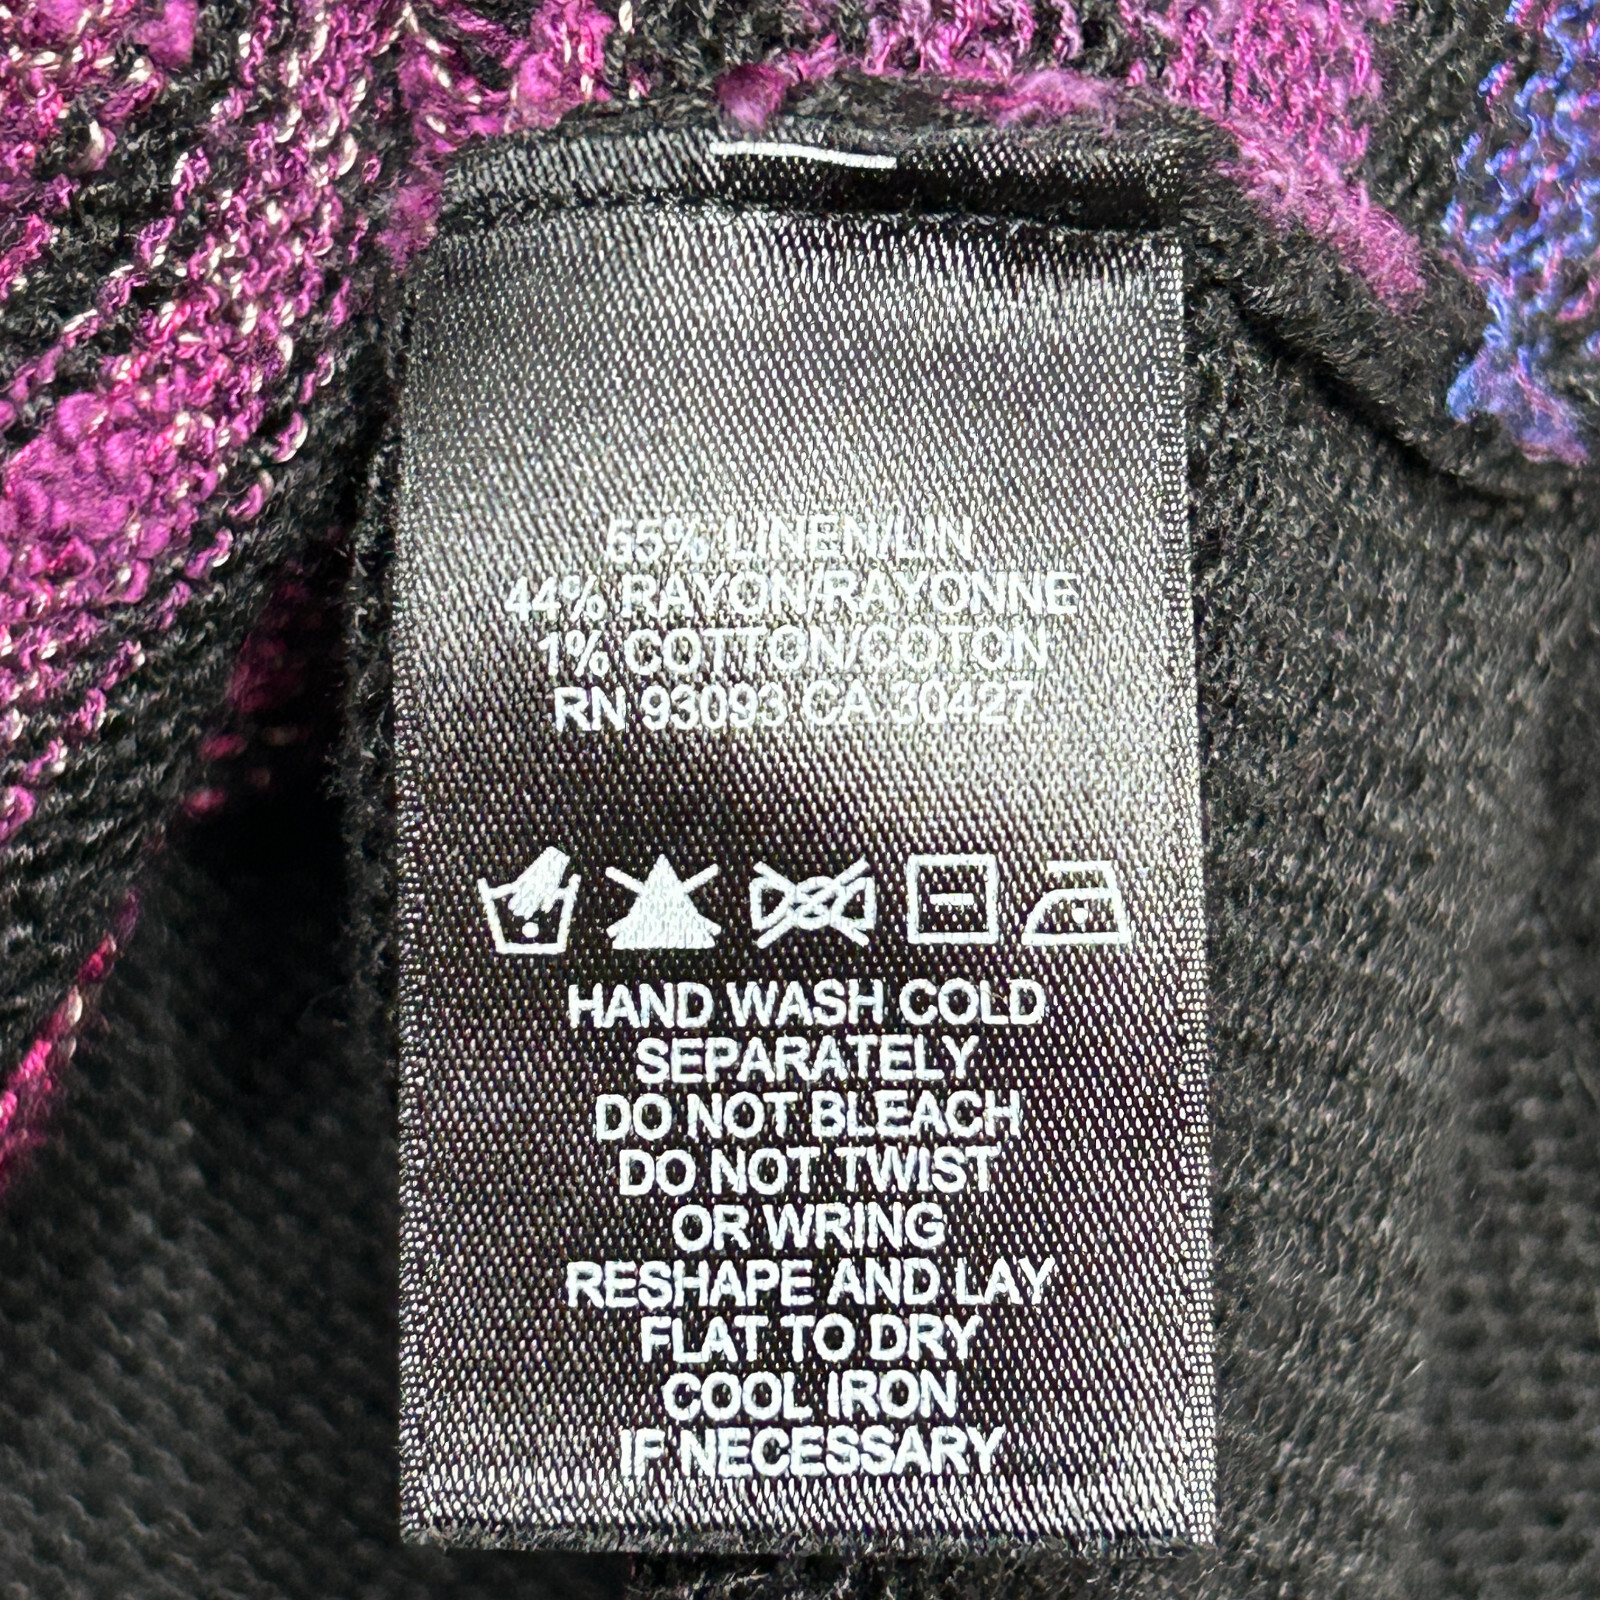 55% LINEN/LIN
44% RAYON/RAYONNE
1% COTTON/COTON
RN 93093 CA 30427
HAND WASH COLD
SEPARATELY
DO NOT BLEACH
DO NOT TWIST
OR WRING
RESHAPE AND LAY
FLAT TO DRY
COOL IRON
IF NECESSARY